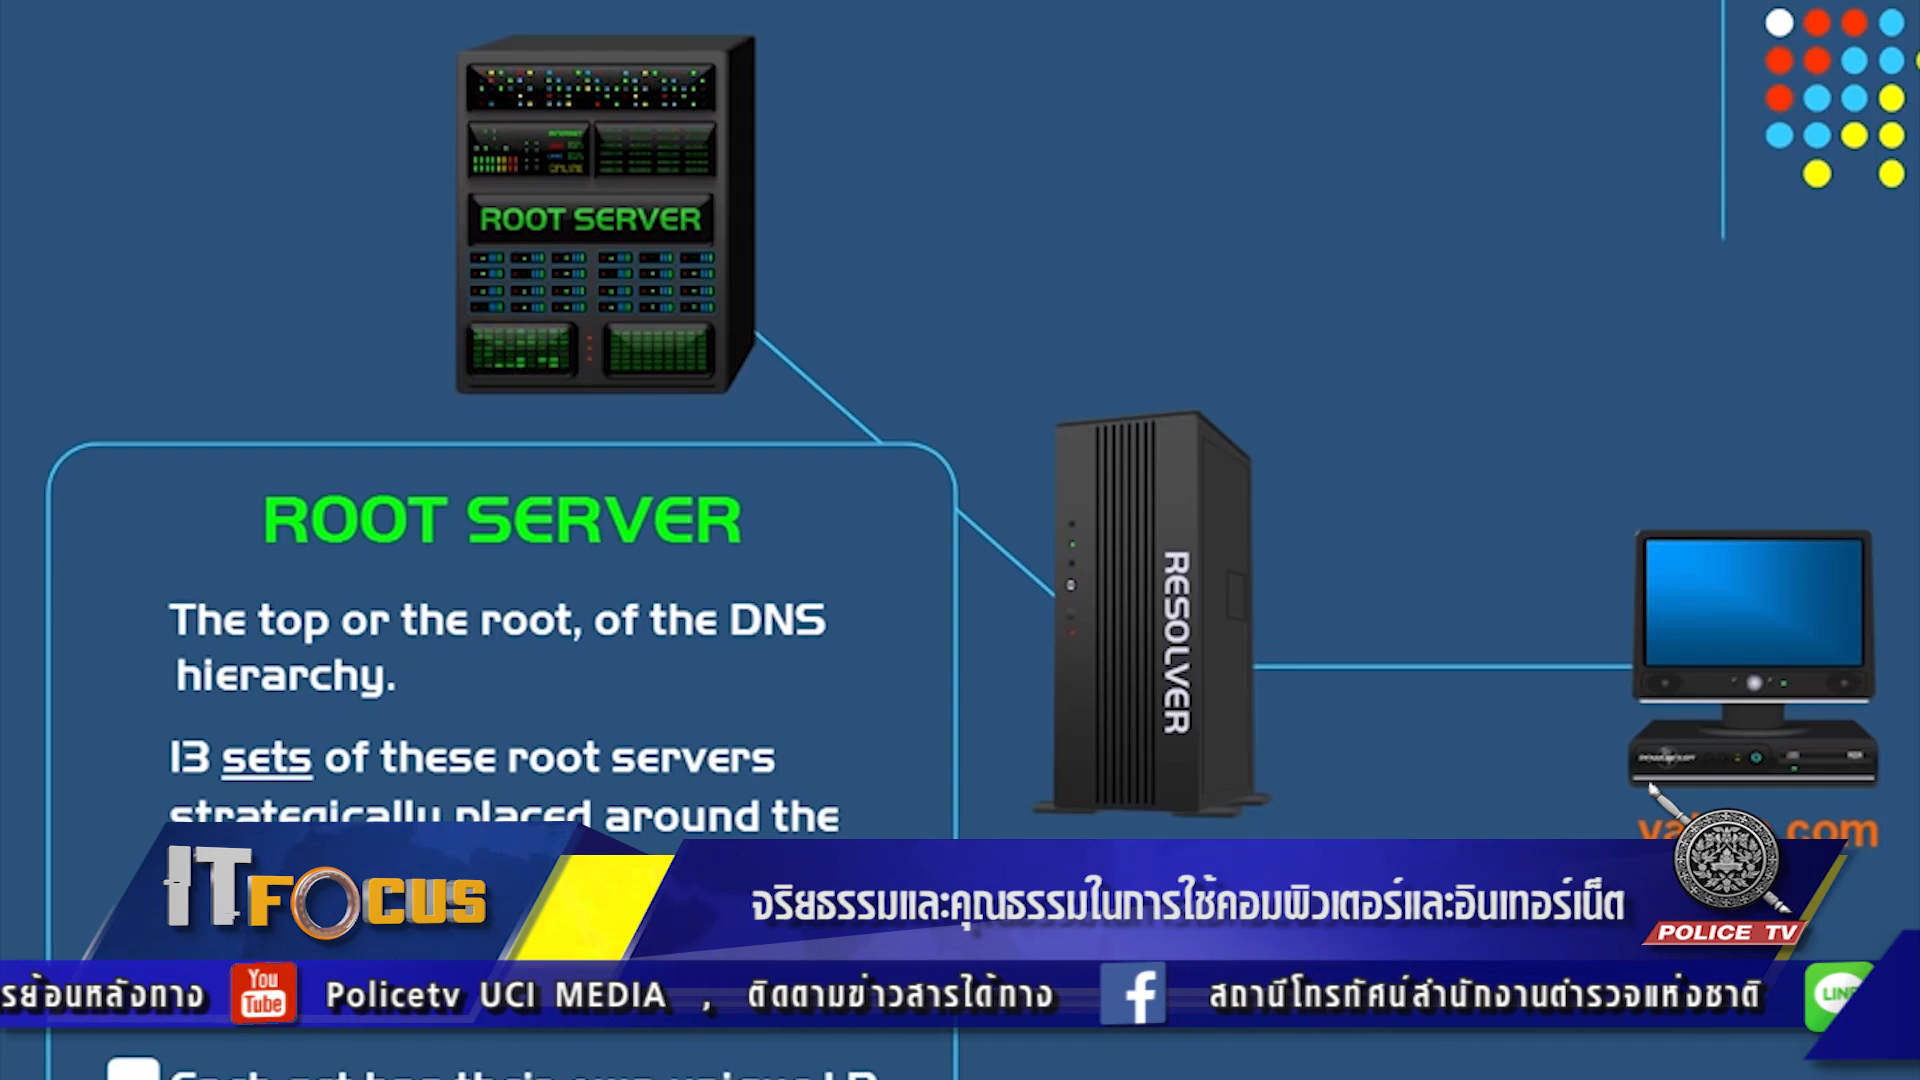 ROOT SERVER
ROOT SERVER
The top or the root, of the DNS
hierarchy.
13 sets of these root servers
strategically placed around the
RESOLVER
.com
IT FOCUS
จริยธรรมและคุณธรรมในการใช้คอมพิวเตอร์และอินเทอร์เน็ต
POLICE TV
รย้อนหลังทาง You Tube Policetv UCI MEDIA , ติดตามข่าวสารได้ทาง f สถานีโทรทัศน์สำนักงานตำรวจแห่งชาติ LINE